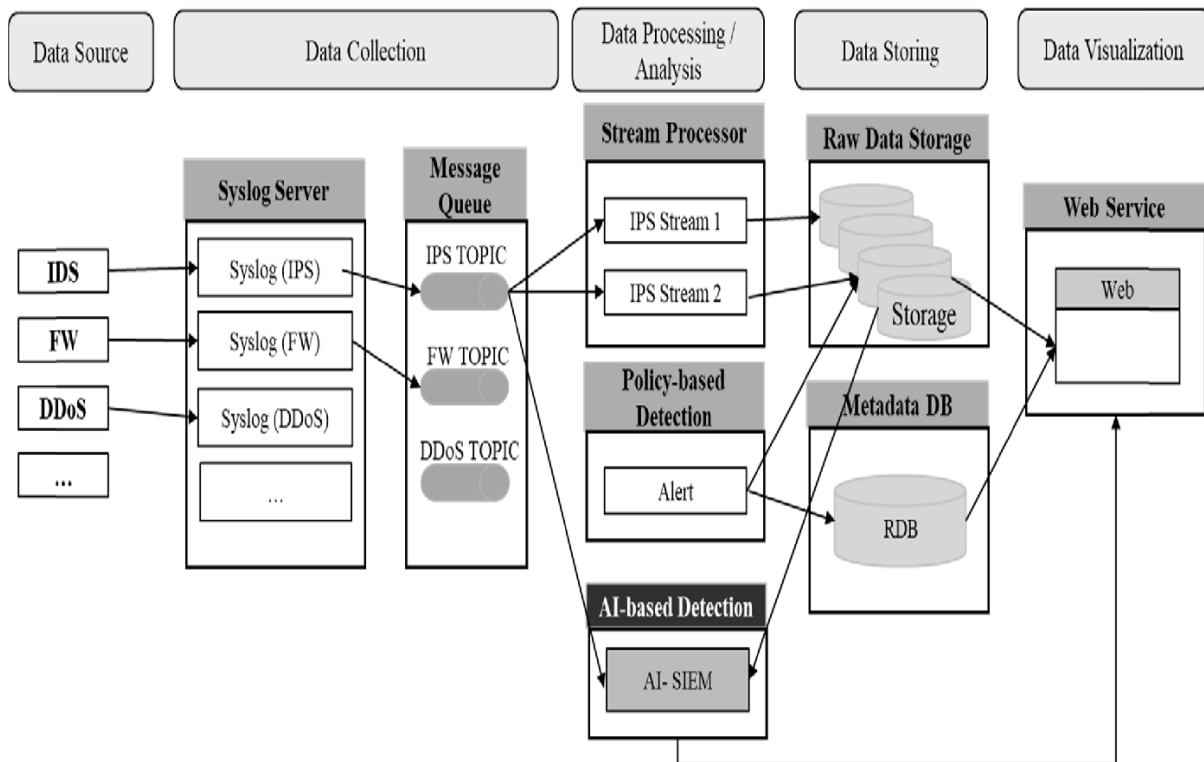 Data Source
Data Collection
Data Processing /
Analysis
Data Storing
Data Visualization
Syslog Server
Syslog (IPS)
Syslog (FW)
Syslog (DDoS)
...
IDS
FW
DDoS
...
Message
Queue
IPS TOPIC
FW TOPIC
DDoS TOPIC
Stream Processor
IPS Stream 1
IPS Stream 2
Policy-based
Detection
Alert
AI-based Detection
AI- SIEM
Raw Data Storage
Storage
Metadata DB
RDB
Web Service
Web